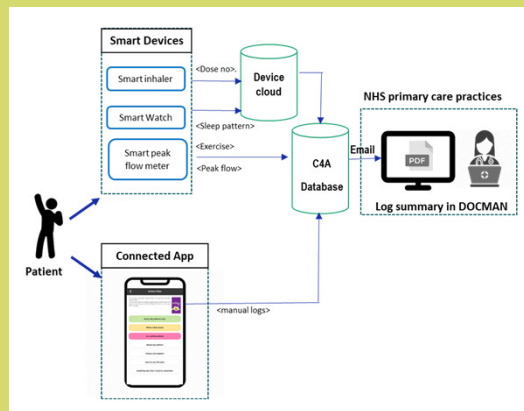 Smart Devices
Smart inhaler
<Dose no>.
Device
cloud
Smart Watch
<Sleep pattern>
Smart peak
flow meter
<Exercise>
<Peak flow>
C4A
Database
NHS primary care practices
Email
PDF
Log summary in DOCMAN
Patient
Connected App
<manual logs>